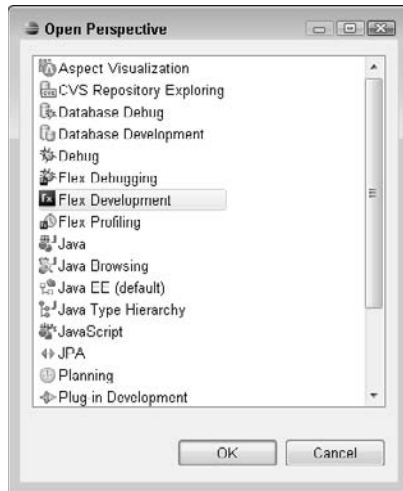 Open Perspective
Aspect Visualization
CVS Repository Exploring
Database Debug
Database Development
Debug
Flex Debugging
Flex Development
Flex Profiling
Java
Java Browsing
Java EE (default)
Java Type Hierarchy
JavaScript
JPA
Planning
Plug in Development
OK
Cancel